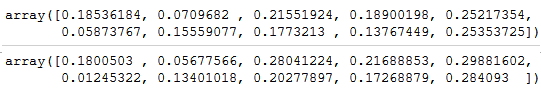 array([0.18536184, 0.0709682 , 0.21551924, 0.18900198, 0.25217354,
       0.05873767, 0.15559077, 0.1773213 , 0.13767449, 0.25353725])
array([0.1800503 , 0.05677566, 0.28041224, 0.21688853, 0.29881602,
       0.01245322, 0.13401018, 0.20277897, 0.17268879, 0.284093  ])